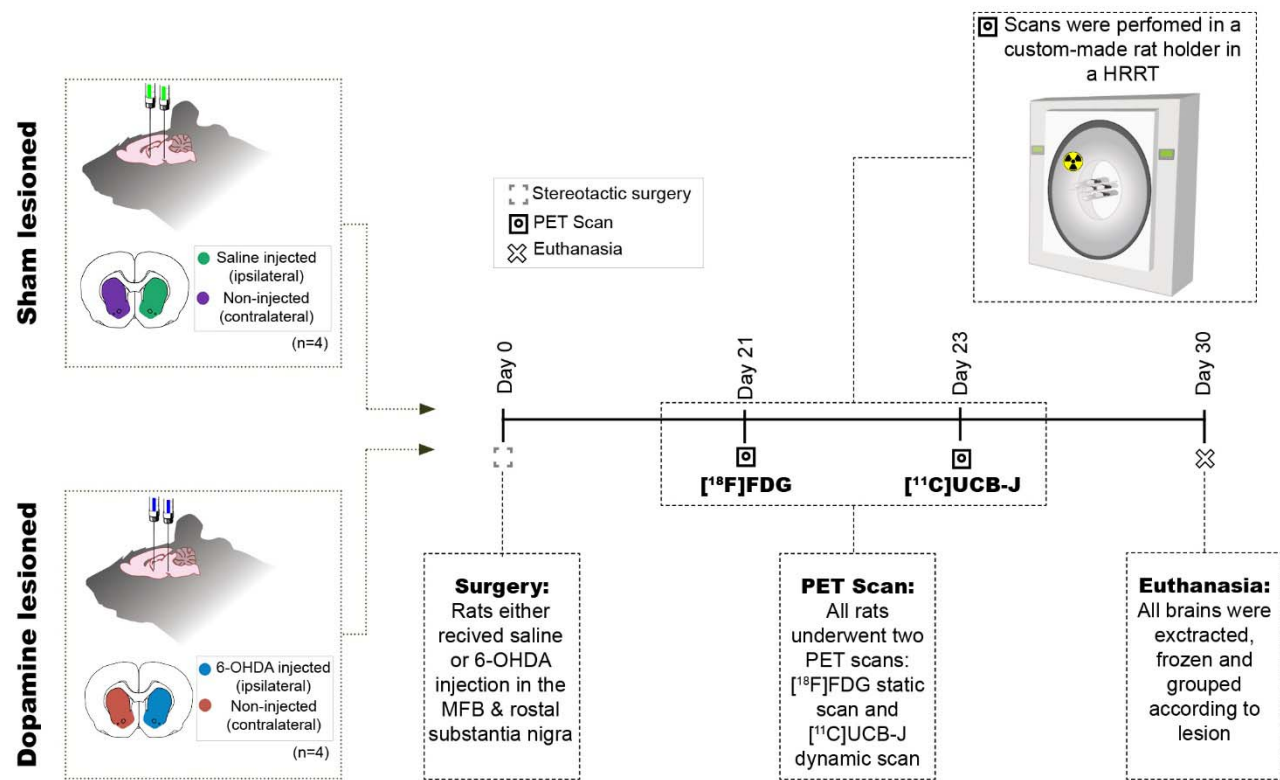 Sham lesioned
Saline injected
(ipsilateral)
Non-injected
(contralateral)
(n=4)
Dopamine lesioned
6-OHDA injected
(ipsilateral)
Non-injected
(contralateral)
(n=4)
Stereotactic surgery
PET Scan
Euthanasia
Scans were perfomed in a
custom-made rat holder in
a HRRT
Day 0
Day 21
Day 23
Day 30
[¹⁸F]FDG
[¹¹C]UCB-J
Surgery:
Rats either
recived saline
or 6-OHDA
injection in the
MFB & rostal
substantia nigra
PET Scan:
All rats
underwent two
PET scans:
[¹⁸F]FDG static
scan and
[¹¹C]UCB-J
dynamic scan
Euthanasia:
All brains were
exctracted,
frozen and
grouped
according to
lesion